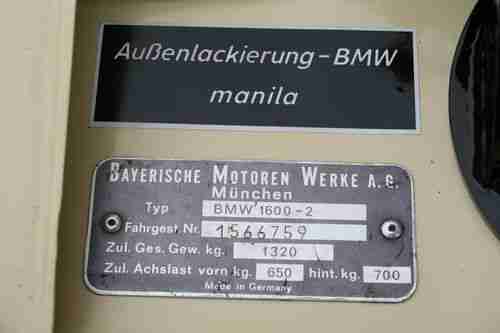 Außenlackierung-BMW
manila
BAYERISCHE MOTOREN WERKE A.G.
München
Typ BMW 1600-2
Fahrgest. Nr. 1566759
Zul. Ges. Gew. kg. 1320
Zul. Achslast vorn kg. 650 hint. kg. 700
Made in Germany